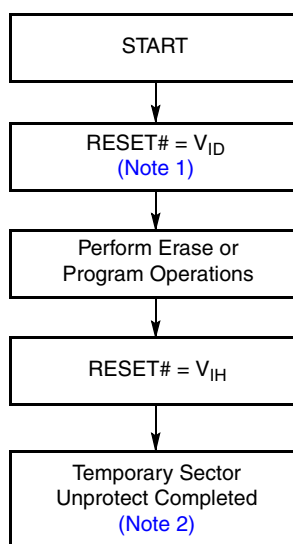 START
RESET# = VID
(Note 1)
Perform Erase or
Program Operations
RESET# = VIH
Temporary Sector
Unprotect Completed
(Note 2)